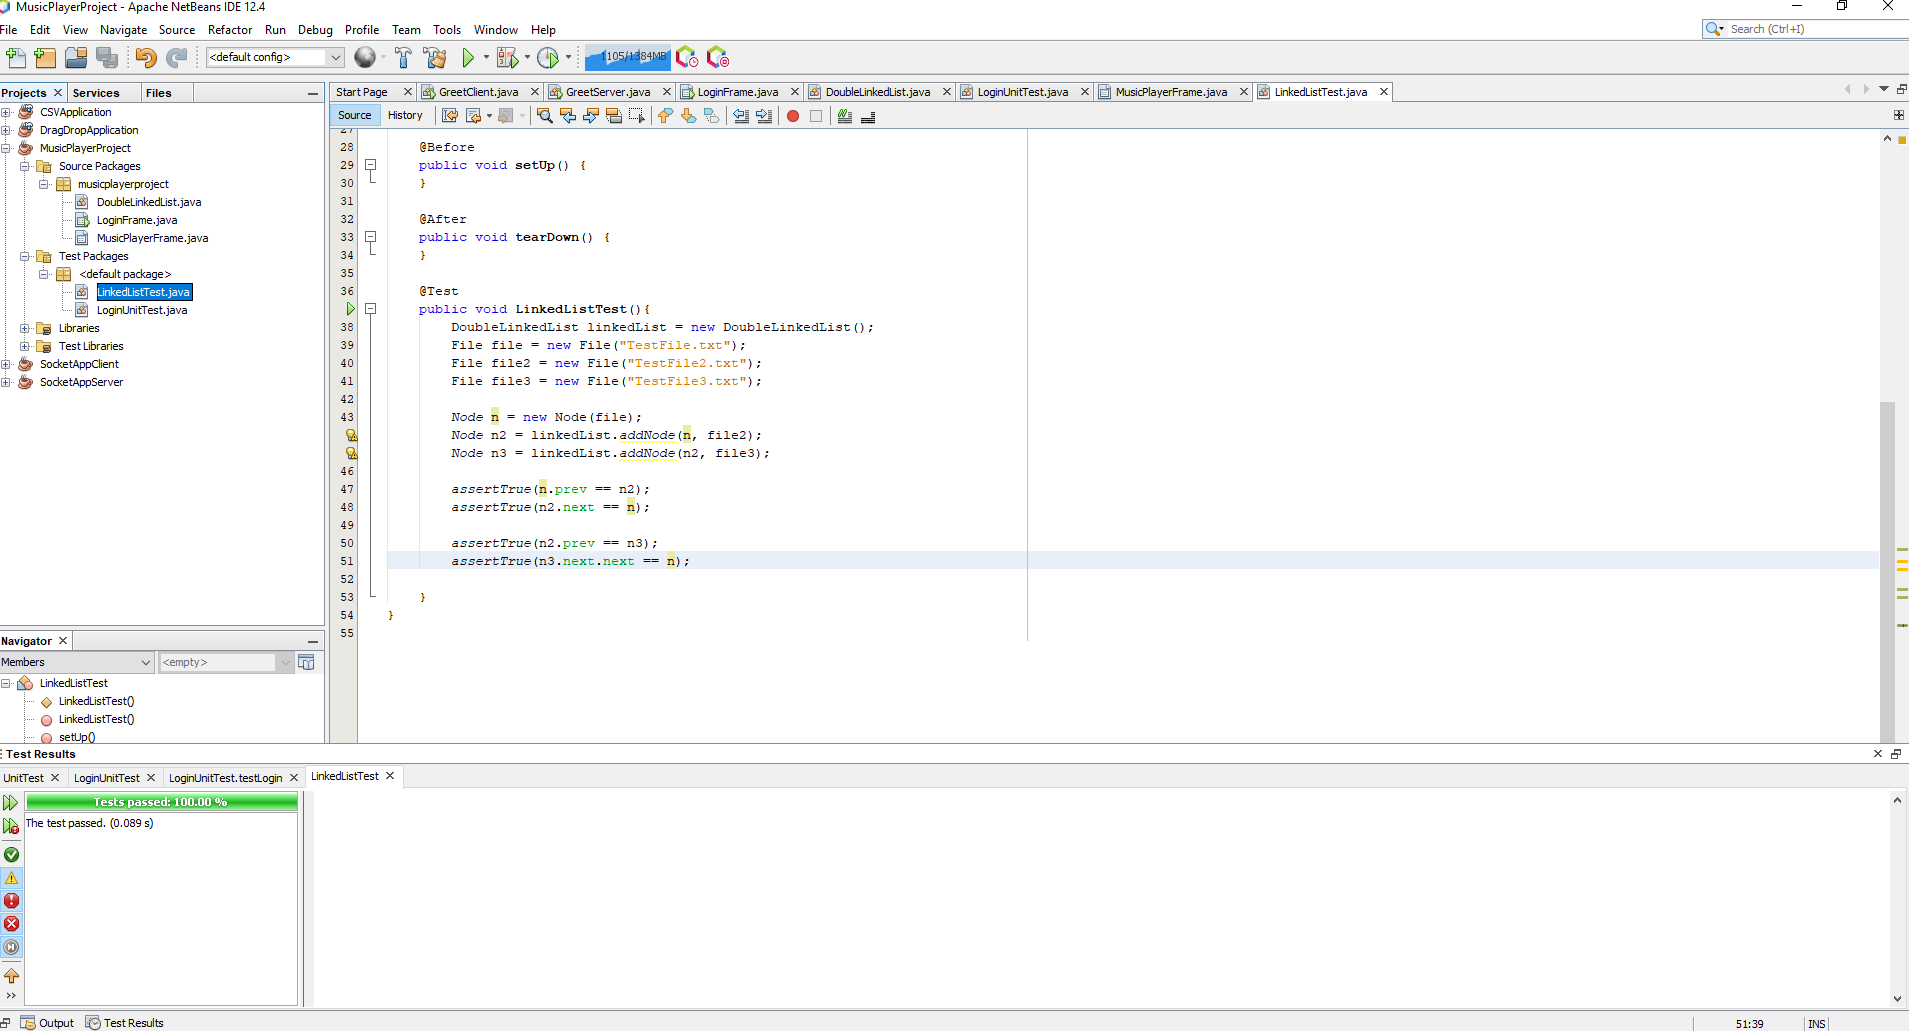 MusicPlayerProject - Apache NetBeans IDE 12.4
File Edit View Navigate Source Refactor Run Debug Profile Team Tools Window Help
Search (Ctrl+I)
<default config>
1105/1384MB
Projects Services Files
CSVApplication
DragDropApplication
MusicPlayerProject
Source Packages
musicplayerproject
DoubleLinkedList.java
LoginFrame.java
MusicPlayerFrame.java
Test Packages
<default package>
LinkedListTest.java
LoginUnitTest.java
Libraries
Test Libraries
SocketAppClient
SocketAppServer
Start Page GreetClient.java GreetServer.java LoginFrame.java DoubleLinkedList.java LoginUnitTest.java MusicPlayerFrame.java LinkedListTest.java
Source History
27
28 @Before
29 public void setUp() {
30 }
31
32 @After
33 public void tearDown() {
34 }
35
36 @Test
public void LinkedListTest(){
38 DoubleLinkedList linkedList = new DoubleLinkedList();
39 File file = new File("TestFile.txt");
40 File file2 = new File("TestFile2.txt");
41 File file3 = new File("TestFile3.txt");
42
43 Node n = new Node(file);
Node n2 = linkedList.addNode(n, file2);
Node n3 = linkedList.addNode(n2, file3);
46
47 assertTrue(n.prev == n2);
48 assertTrue(n2.next == n);
49
50 assertTrue(n2.prev == n3);
51 assertTrue(n3.next.next == n);
52
53 }
54 }
55
Navigator
Members <empty>
LinkedListTest
LinkedListTest()
LinkedListTest()
setUp()
Test Results
UnitTest LoginUnitTest LoginUnitTest.testLogin LinkedListTest
Tests passed: 100.00 %
The test passed. (0.089 s)
Output Test Results
51:39 INS